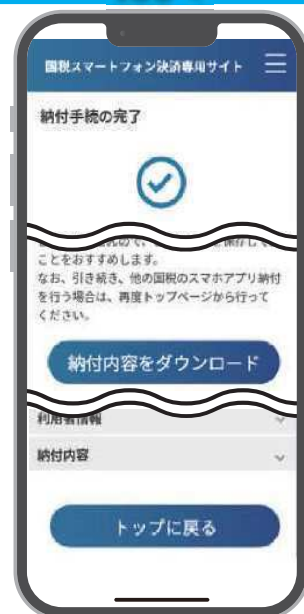 国税スマートフォン決済専用サイト
納付手続の完了
ことをおすすめします。
なお、引き続き、他の国税のスマホアプリ納付
を行う場合は、再度トップページから行って
ください。
納付内容をダウンロード
利用者情報
納付内容
トップに戻る